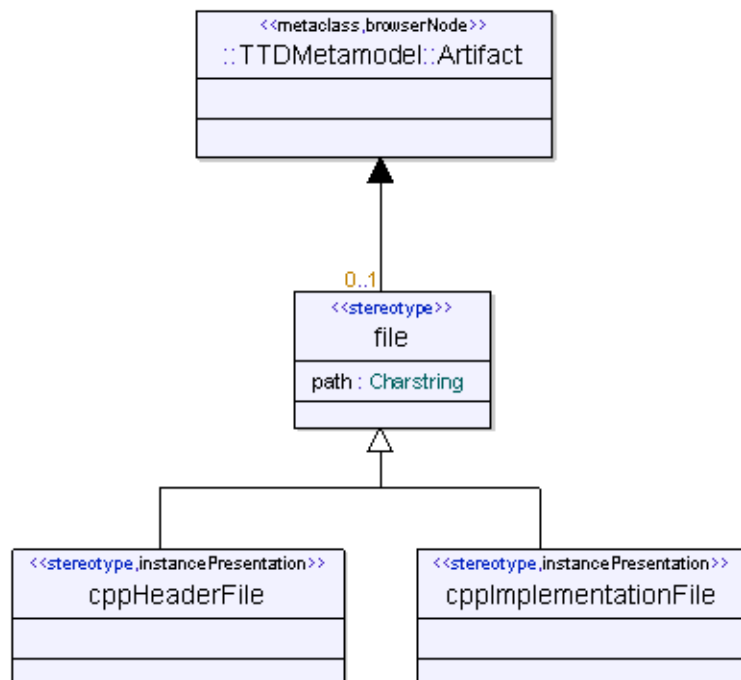 <<metaclass,browserNode>>
::TTDMetamodel::Artifact
0..1
<<stereotype>>
file
path : Charstring
<<stereotype,instancePresentation>>
cppHeaderFile
<<stereotype,instancePresentation>>
cppImplementationFile